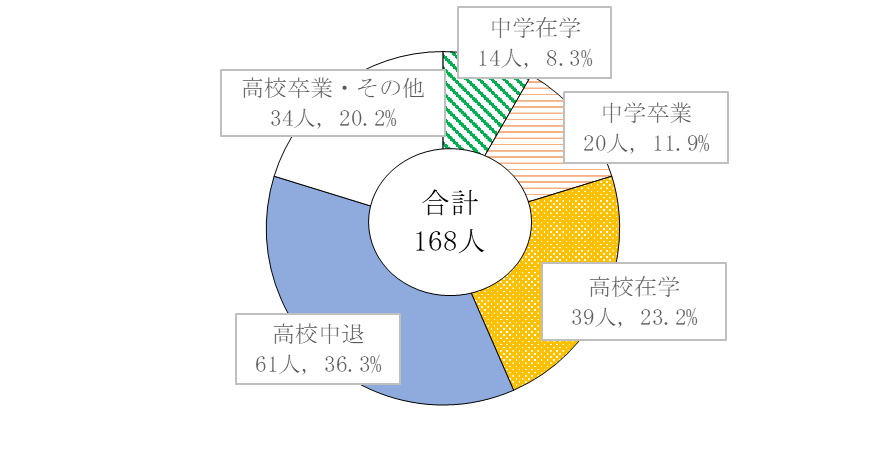 中学在学
14人, 8.3%
高校卒業・その他
34人, 20.2%
中学卒業
20人, 11.9%
合計
168人
高校在学
39人, 23.2%
高校中退
61人, 36.3%